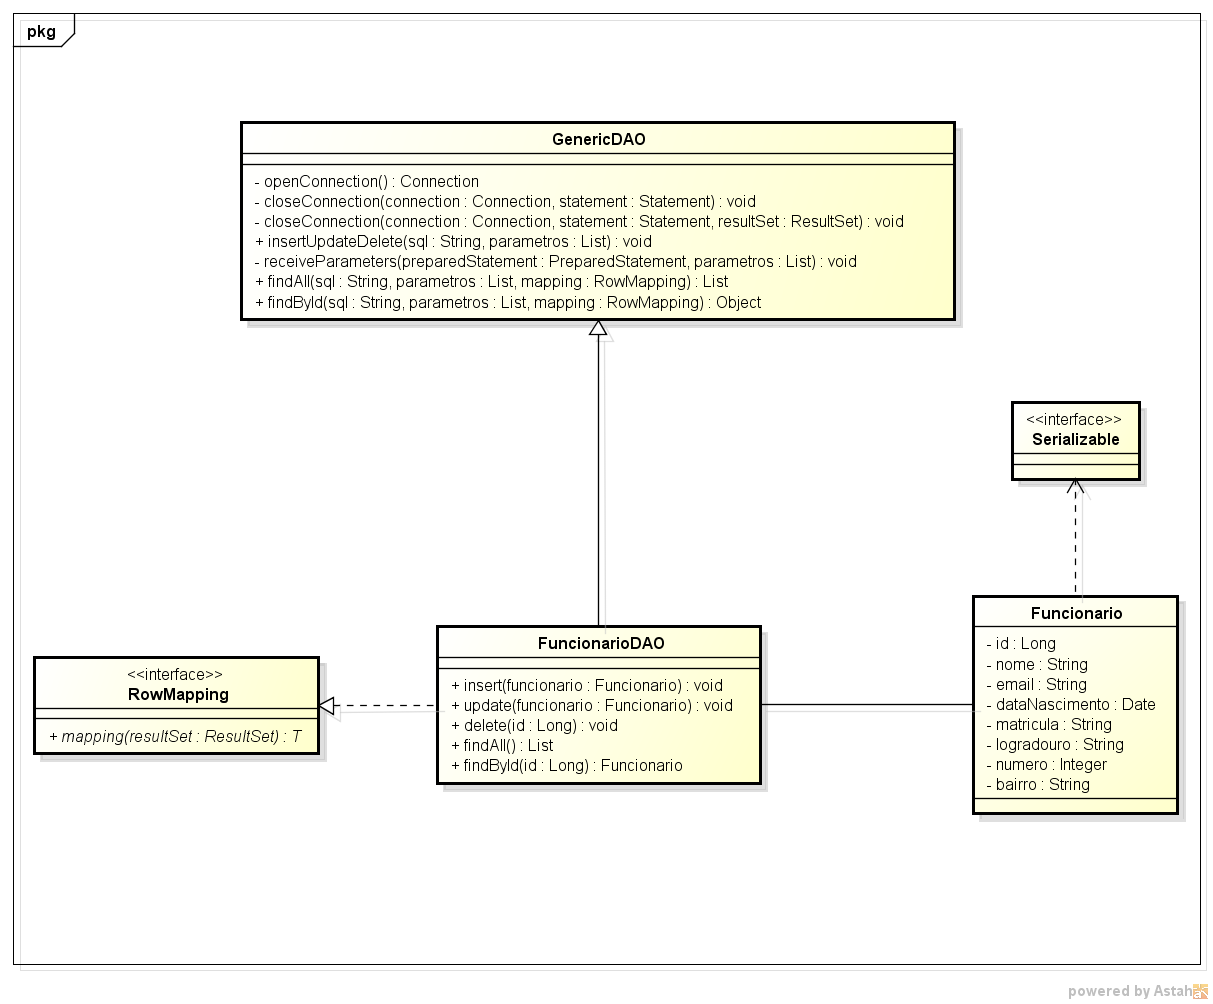 pkg
GenericDAO
- openConnection() : Connection
- closeConnection(connection : Connection, statement : Statement) : void
- closeConnection(connection : Connection, statement : Statement, resultSet : ResultSet) : void
+ insertUpdateDelete(sql : String, parametros : List) : void
- receiveParameters(preparedStatement : PreparedStatement, parametros : List) : void
+ findAll(sql : String, parametros : List, mapping : RowMapping) : List
+ findById(sql : String, parametros : List, mapping : RowMapping) : Object
<<interface>>
Serializable
<<interface>>
RowMapping
+ mapping(resultSet : ResultSet) : T
FuncionarioDAO
+ insert(funcionario : Funcionario) : void
+ update(funcionario : Funcionario) : void
+ delete(id : Long) : void
+ findAll() : List
+ findById(id : Long) : Funcionario
Funcionario
- id : Long
- nome : String
- email : String
- dataNascimento : Date
- matricula : String
- logradouro : String
- numero : Integer
- bairro : String
powered by Astah